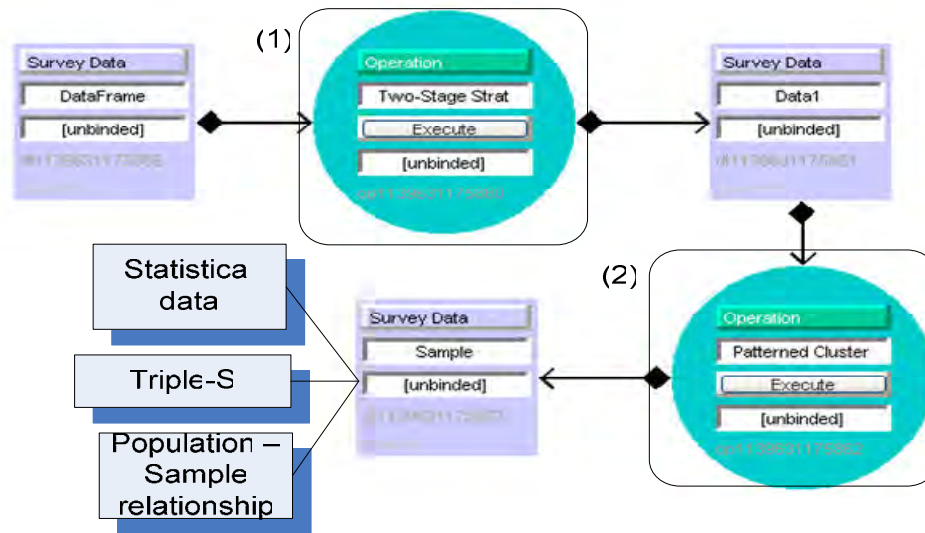 (1)
Survey Data
DataFrame
[unbinded]
Operation
Two-Stage Strat
Execute
[unbinded]
Survey Data
Data1
[unbinded]
(2)
Operation
Patterned Cluster
Execute
[unbinded]
Survey Data
Sample
[unbinded]
Statistica
data
Triple-S
Population –
Sample
relationship